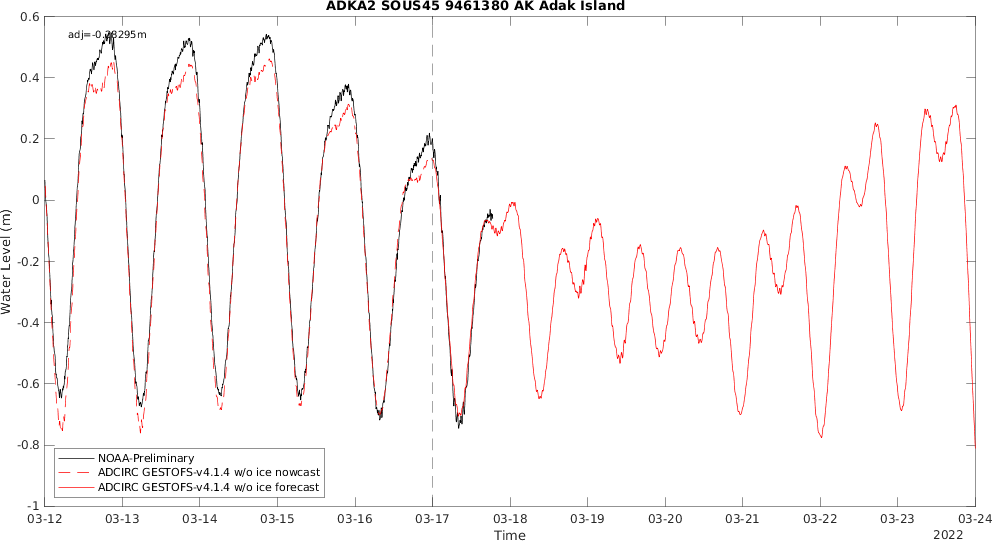 ADKA2 SOUS45 9461380 AK Adak Island
0.6
adj=-0.28295m
0.4
0.2
0
-0.2
-0.4
-0.6
-0.8
-1
Water Level (m)
NOAA-Preliminary
ADCIRC GESTOFS-v4.1.4 w/o ice nowcast
ADCIRC GESTOFS-v4.1.4 w/o ice forecast
03-12 03-13 03-14 03-15 03-16 03-17 03-18 03-19 03-20 03-21 03-22 03-23 03-24
Time
2022